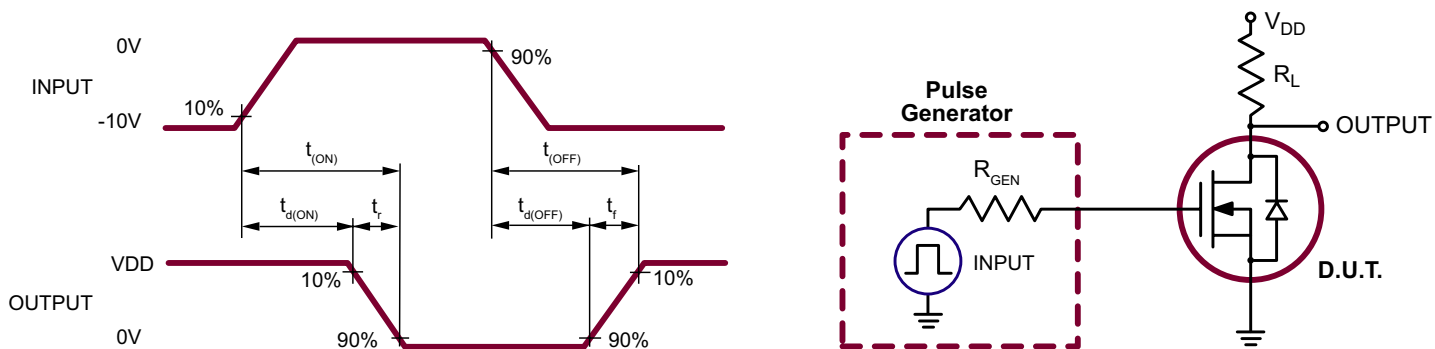 0V
INPUT
-10V
10%
90%
t(ON)
t(OFF)
td(ON)
tr
td(OFF)
tf
VDD
OUTPUT
0V
10%
90%
90%
10%
Pulse
Generator
RGEN
INPUT
VDD
RL
OUTPUT
D.U.T.